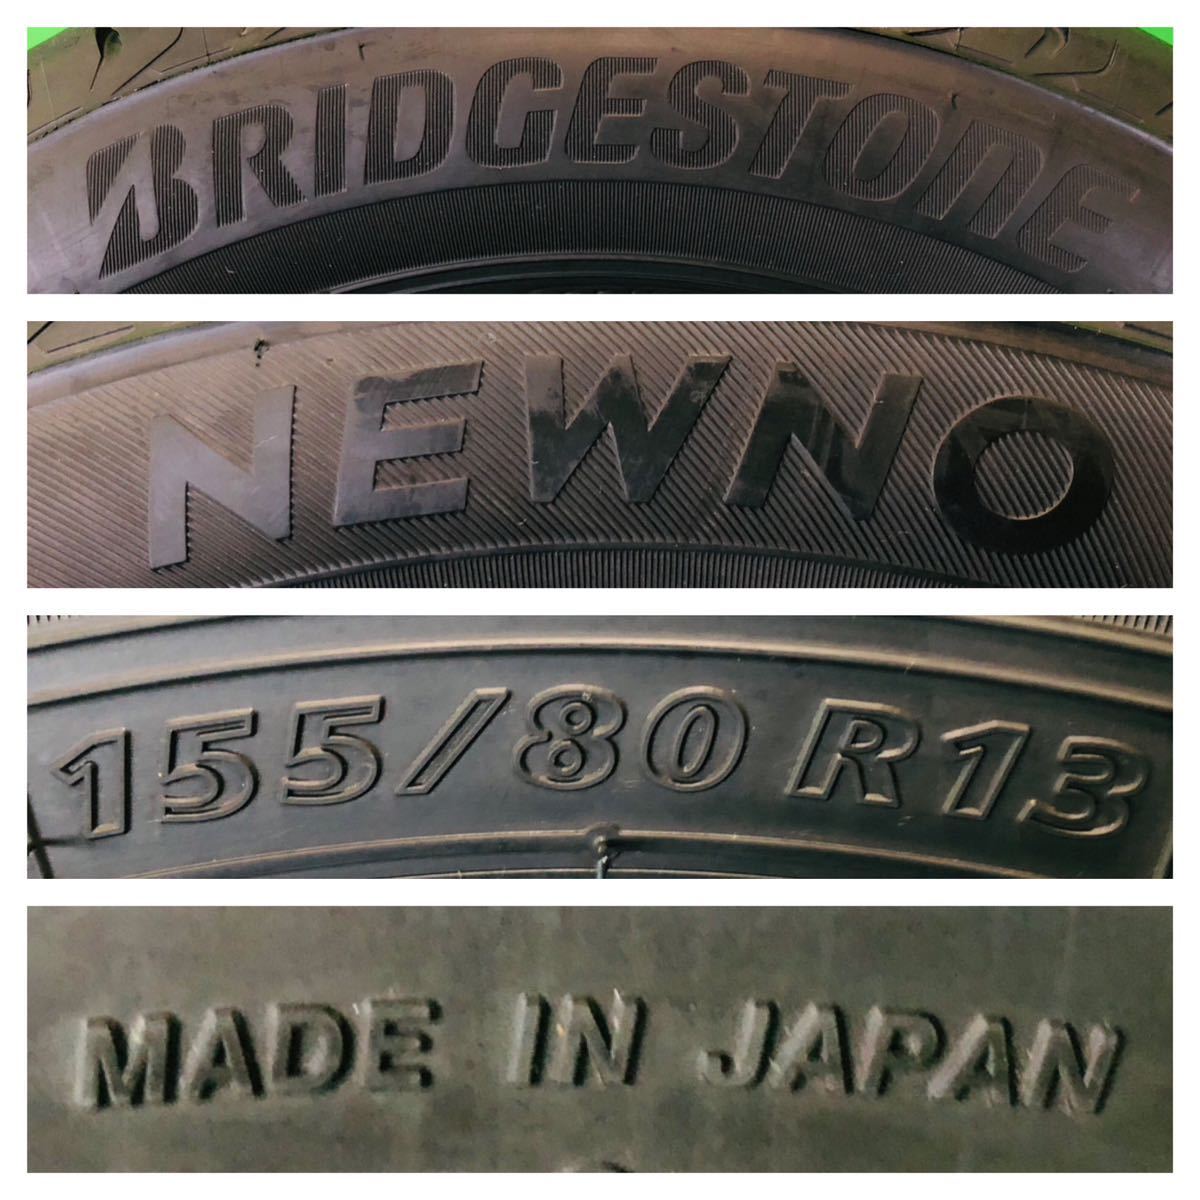 BRIDGESTONE
NEWNO
155/80 R13
MADE IN JAPAN